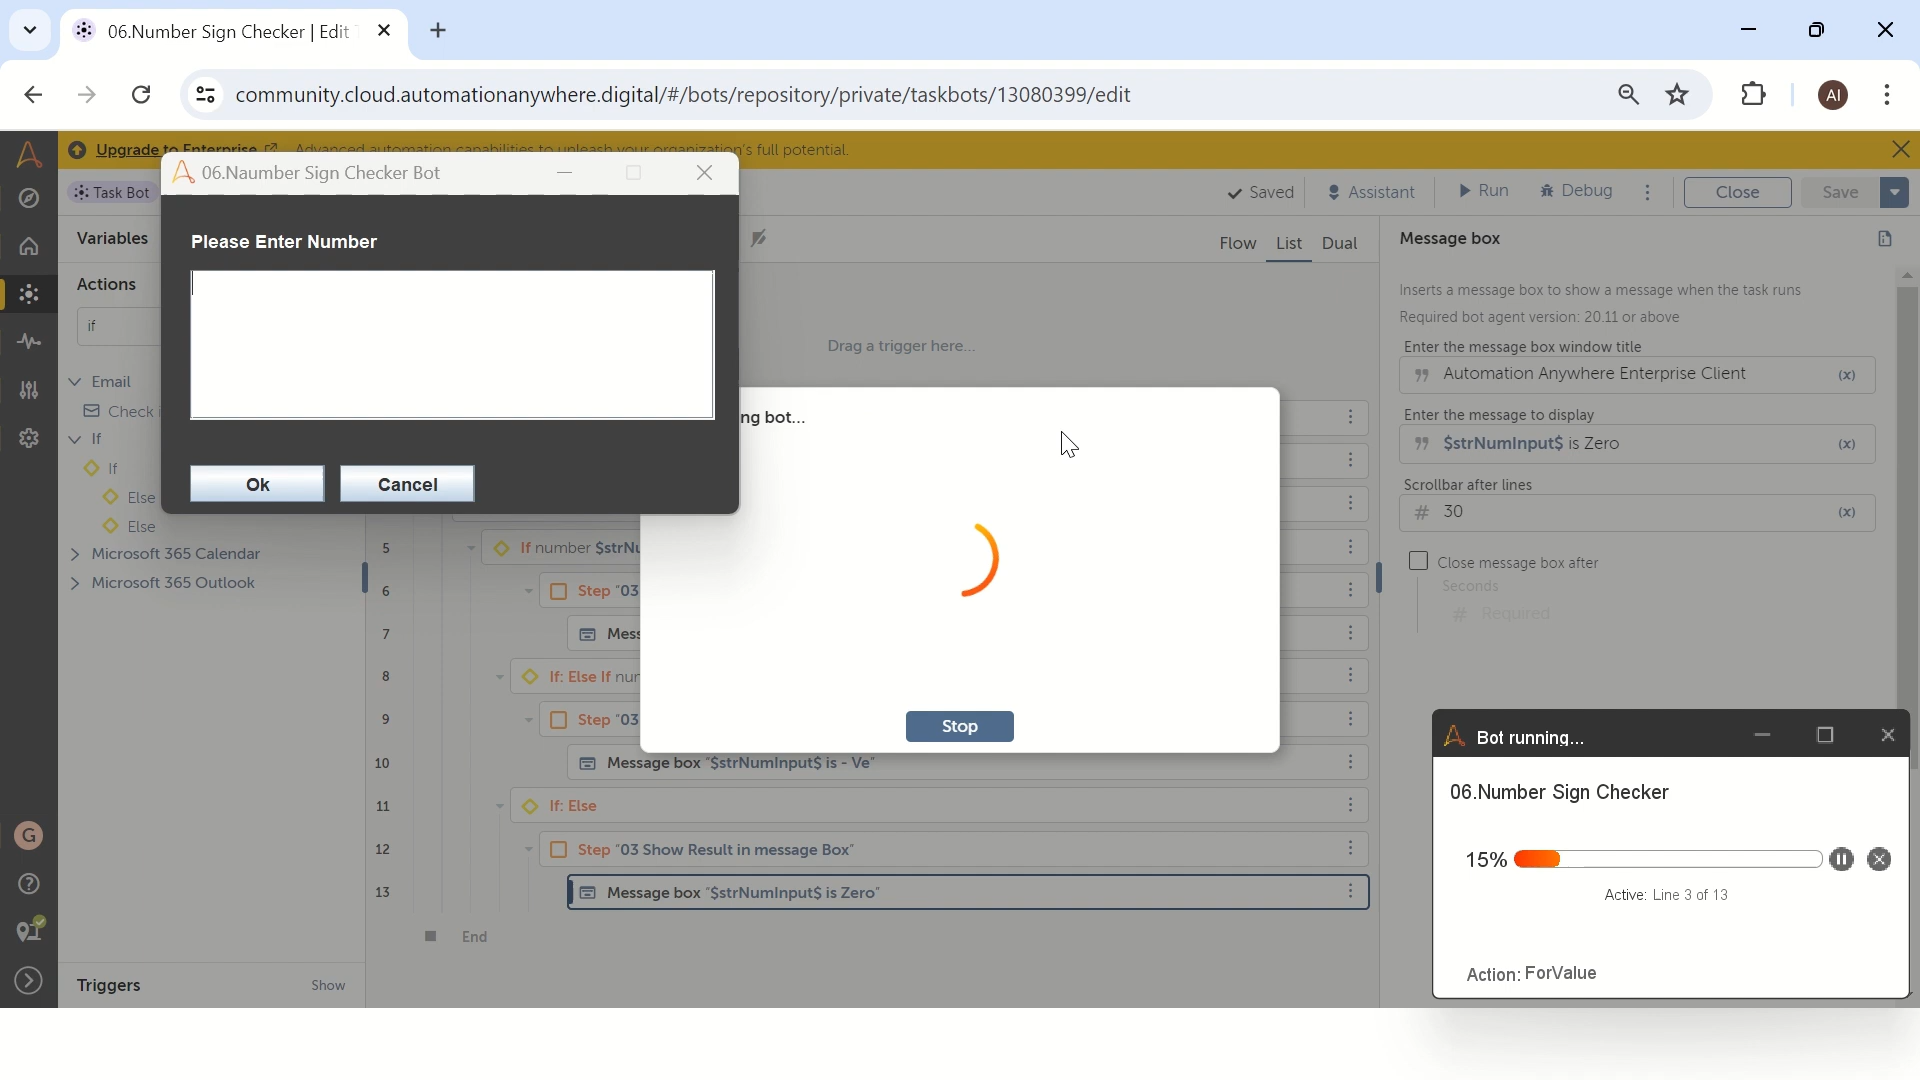 06.Number Sign Checker | Edit
community.cloud.automationanywhere.digital/#/bots/repository/private/taskbots/13080399/edit
AI
Upgrade to Enterprise Advanced automation capabilities to unleash your organization's full potential.
Task Bot
Saved
Assistant
Run
Debug
Close
Save
06.Naumber Sign Checker Bot
Please Enter Number
Ok
Cancel
Variables
Actions
if
Email
Check
If
If
Else
Else
Microsoft 365 Calendar
Microsoft 365 Outlook
Triggers
Show
G
Flow
List
Dual
Drag a trigger here...
ng bot...
Stop
5
If number $strNu
6
Step "03
7
Mess
8
If: Else If num
9
Step "03
10
Message box "$strNumInput$ is - Ve"
11
If: Else
12
Step "03 Show Result in message Box"
13
Message box "$strNumInput$ is Zero"
End
Message box
Inserts a message box to show a message when the task runs
Required bot agent version: 20.11 or above
Enter the message box window title
Automation Anywhere Enterprise Client
(x)
Enter the message to display
$strNumInput$ is Zero
(x)
Scrollbar after lines
# 30
(x)
Close message box after
Seconds
# Required
Bot running...
06.Number Sign Checker
15%
Active: Line 3 of 13
Action: ForValue